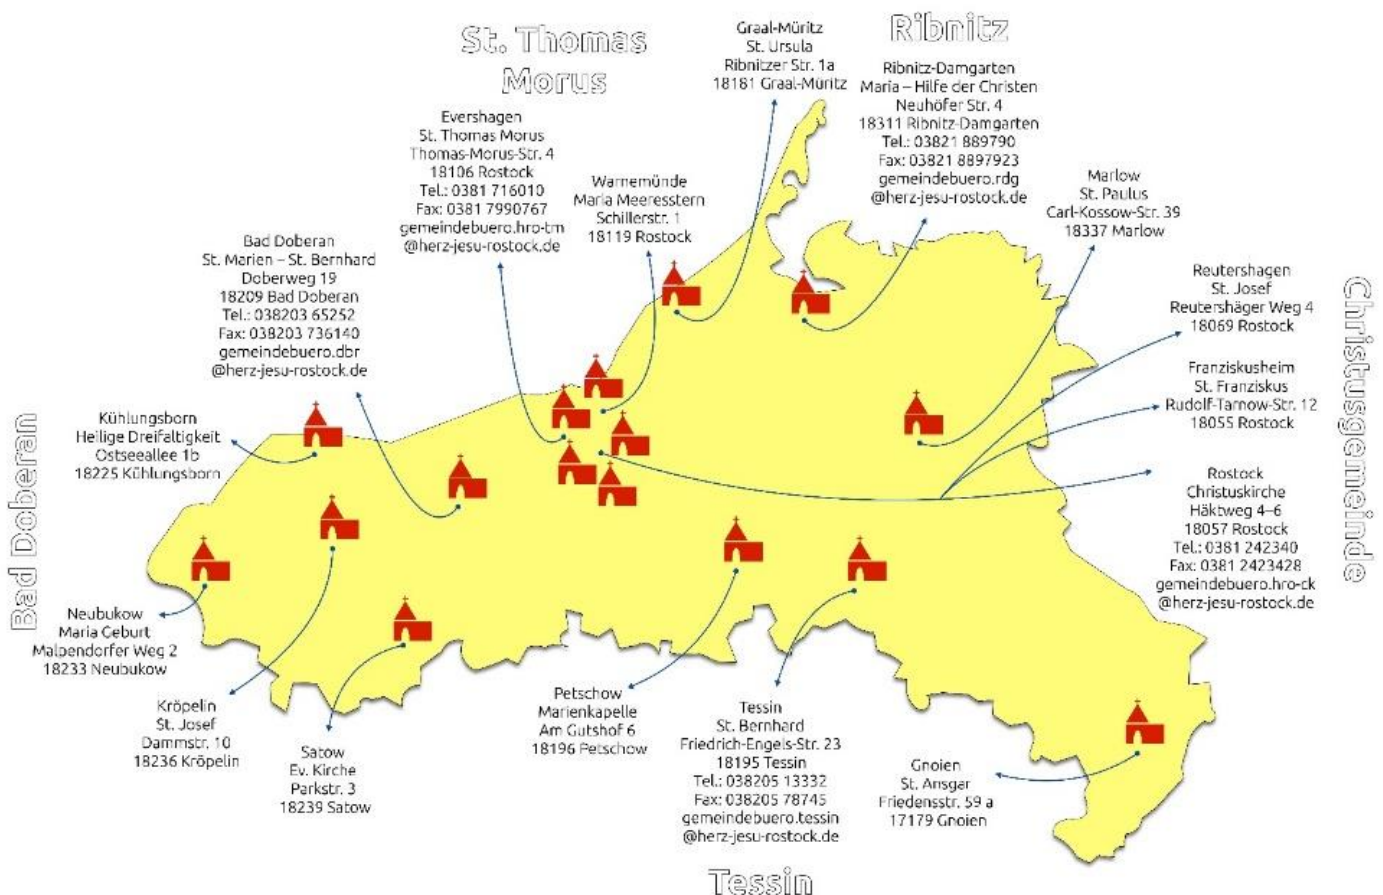 St. Thomas
Morus
Ribnitz
Graal-Müritz
St. Ursula
Ribnitzer Str. 1a
18181 Graal-Müritz
Ribnitz-Damgarten
Maria – Hilfe der Christen
Neuhöfer Str. 4
18311 Ribnitz-Damgarten
Tel.: 03821 889790
Fax: 03821 8897923
gemeindebuero.rdg
@herz-jesu-rostock.de
Evershagen
St. Thomas Morus
Thomas-Morus-Str. 4
18106 Rostock
Tel.: 0381 716010
Fax: 0381 7990767
gemeindebuero.hro-tm
@herz-jesu-rostock.de
Warnemünde
Maria Meeresstern
Schillerstr. 1
18119 Rostock
Marlow
St. Paulus
Carl-Kossow-Str. 39
18337 Marlow
Bad Doberan
St. Marien – St. Bernhard
Doberweg 19
18209 Bad Doberan
Tel.: 038203 65252
Fax: 038203 736140
gemeindebuero.dbr
@herz-jesu-rostock.de
Reutershagen
St. Josef
Reutershäger Weg 4
18069 Rostock
Christusgemeinde
Franziskusheim
St. Franziskus
Rudolf-Tarnow-Str. 12
18055 Rostock
Kühlungsborn
Heilige Dreifaltigkeit
Ostseeallee 1b
18225 Kühlungsborn
Bad Doberan
Rostock
Christuskirche
Häktweg 4–6
18057 Rostock
Tel.: 0381 242340
Fax: 0381 2423428
gemeindebuero.hro-ck
@herz-jesu-rostock.de
Neubukow
Maria Geburt
Malpendorfer Weg 2
18233 Neubukow
Kröpelin
St. Josef
Dammstr. 10
18236 Kröpelin
Satow
Ev. Kirche
Parkstr. 3
18239 Satow
Petschow
Marienkapelle
Am Gutshof 6
18196 Petschow
Tessin
St. Bernhard
Friedrich-Engels-Str. 23
18195 Tessin
Tel.: 038205 13332
Fax: 038205 78745
gemeindebuero.tessin
@herz-jesu-rostock.de
Gnoien
St. Ansgar
Friedensstr. 59 a
17179 Gnoien
Tessin